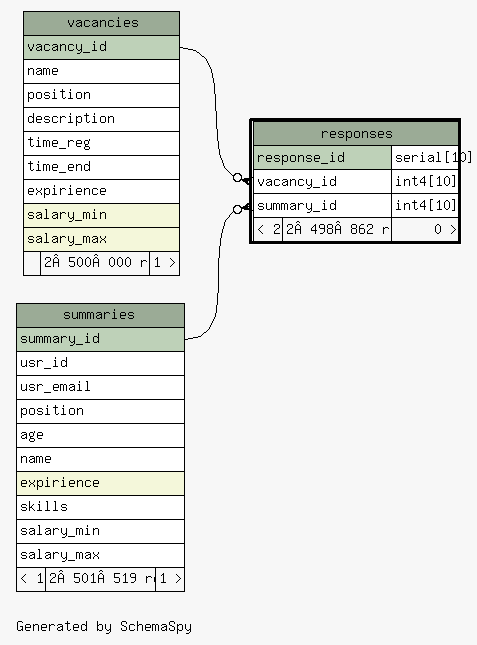 vacancies
vacancy_id
name
position
description
time_reg
time_end
expirience
salary_min
salary_max
2Â 500Â 000 r 1 >
responses
response_id serial[10]
vacancy_id int4[10]
summary_id int4[10]
< 2 2Â 498Â 862 r 0 >
summaries
summary_id
usr_id
usr_email
position
age
name
expirience
skills
salary_min
salary_max
< 1 2Â 501Â 519 r 1 >
Generated by SchemaSpy